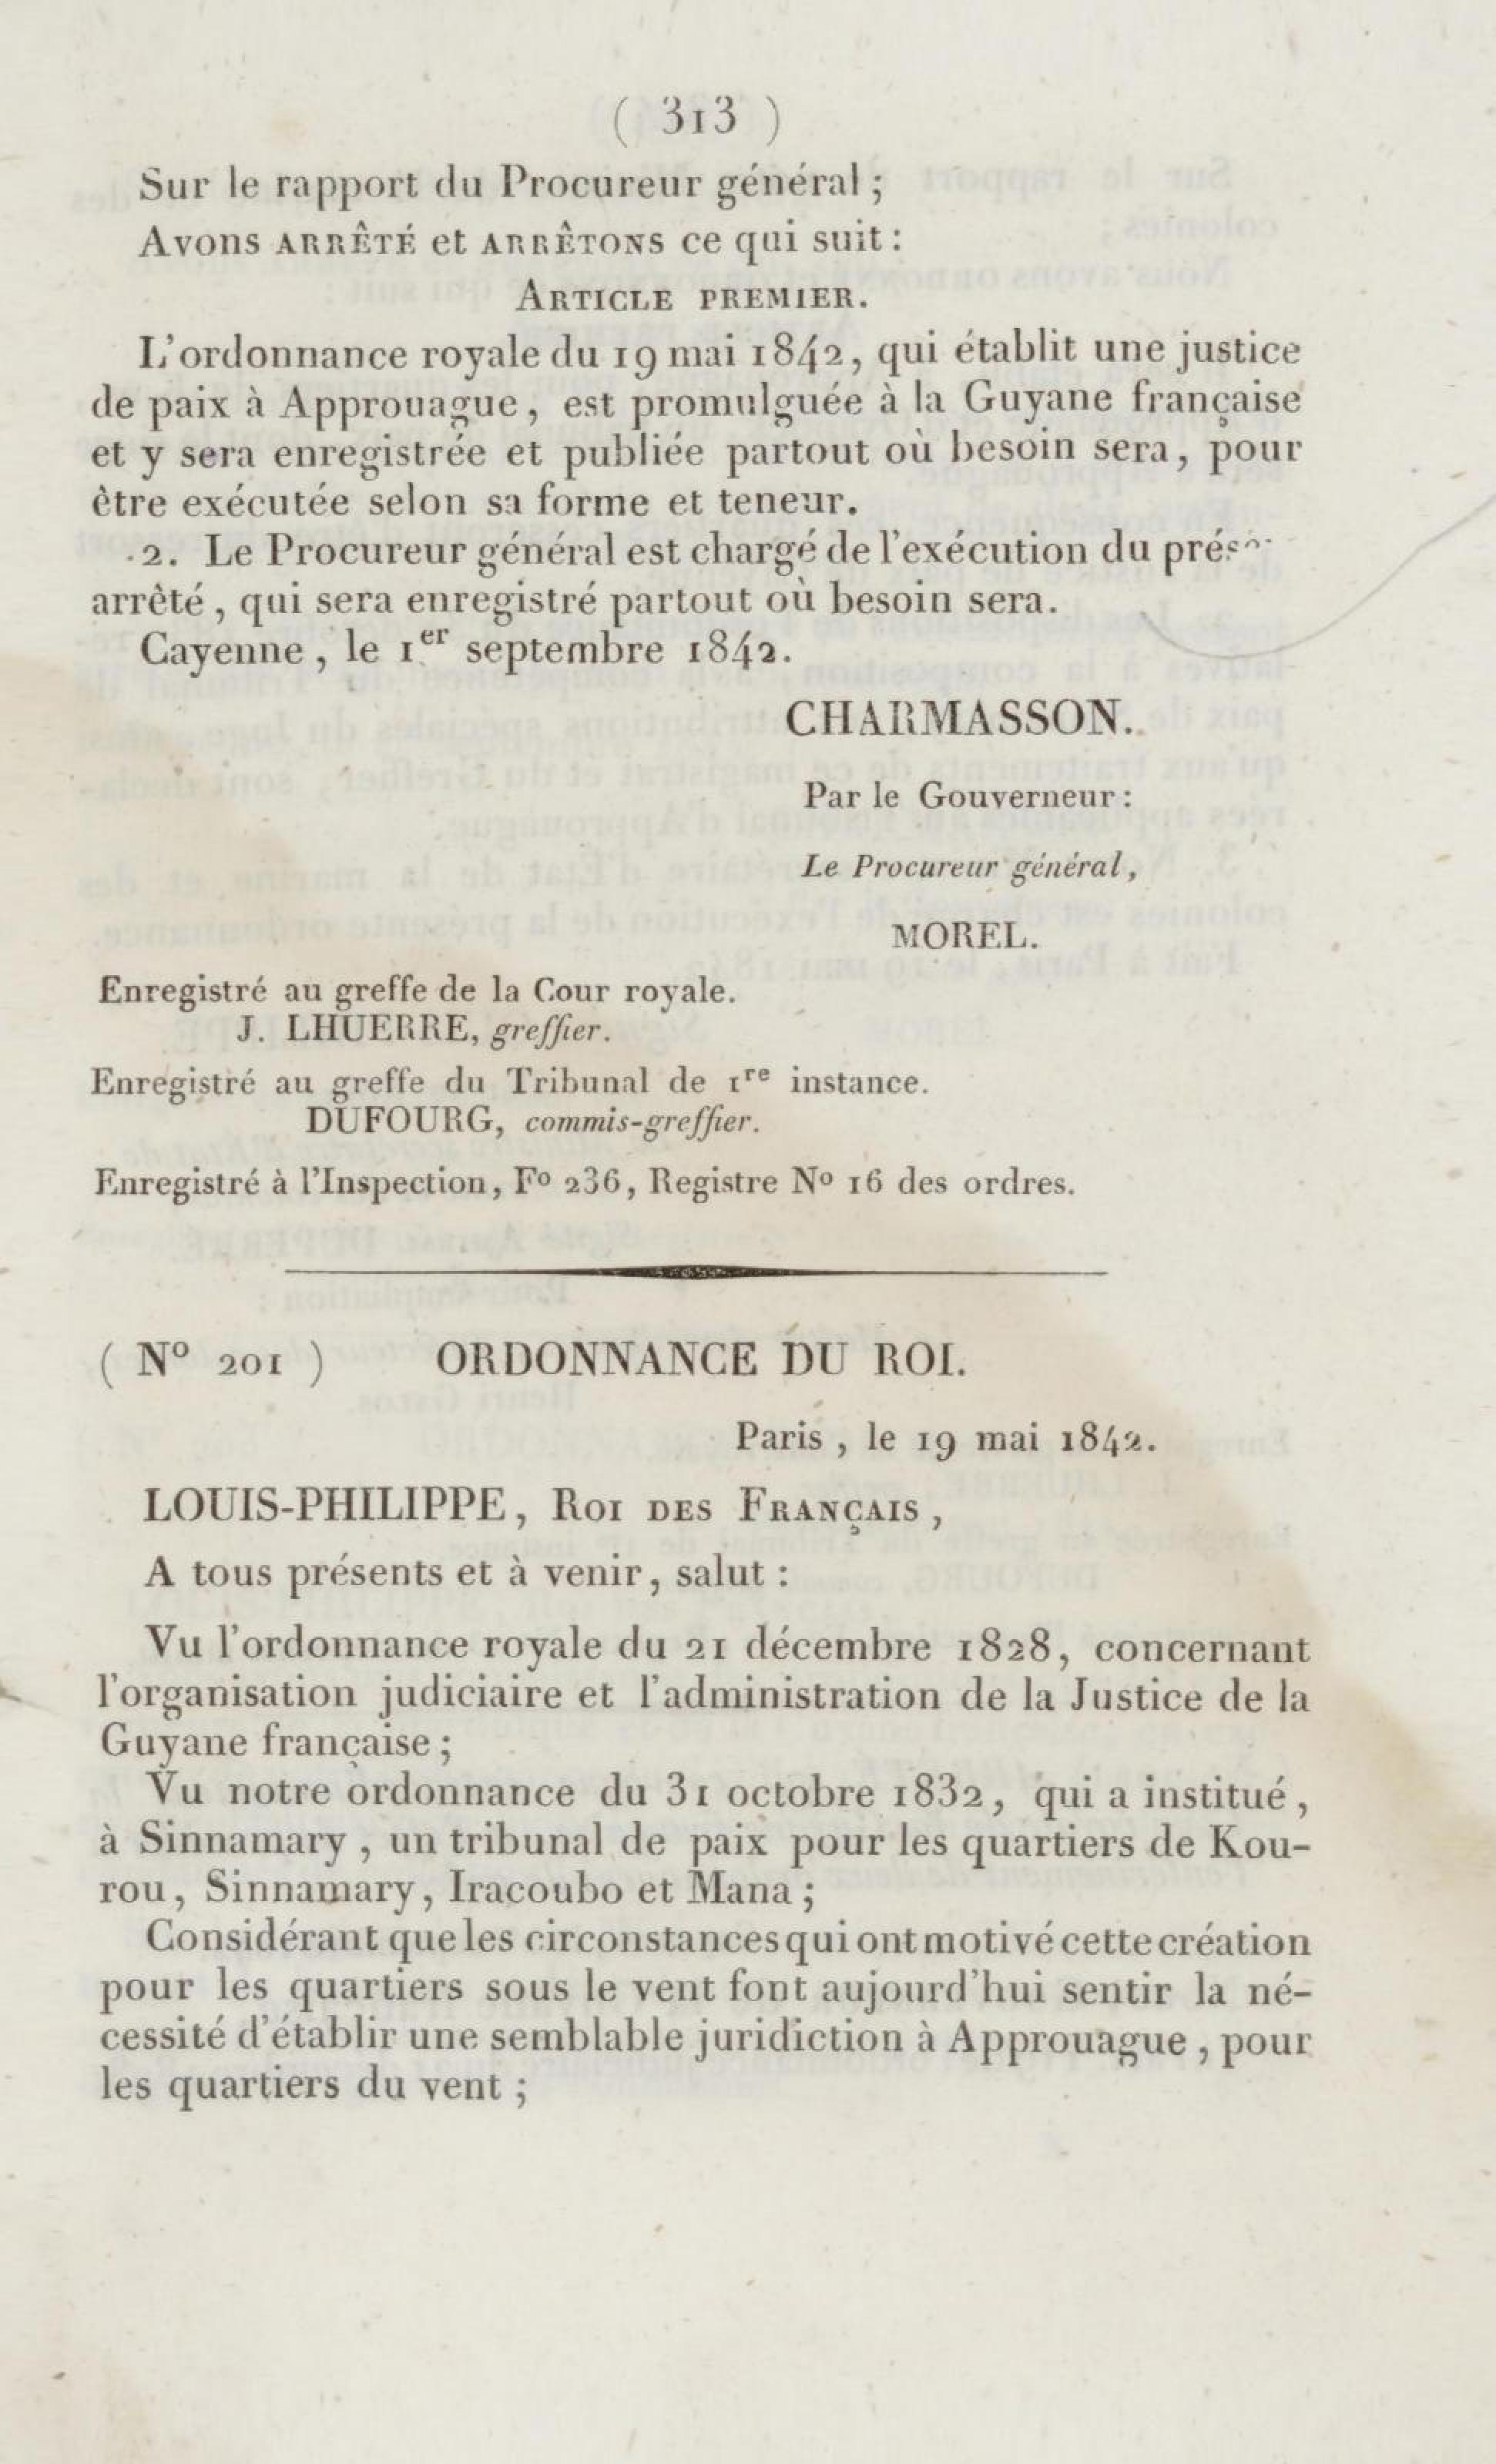 ( 313 )
Sur le rapport du Procureur général ;
Avons ARRÊTÉ et ARRÊTONS ce qui suit :
ARTICLE PREMIER.
L'ordonnance royale du 19 mai 1842, qui établit une justice
de paix à Approuague, est promulguée à la Guyane française
et y sera enregistrée et publiée partout où besoin sera, pour
être exécutée selon sa forme et teneur.
2. Le Procureur général est chargé de l'exécution du
arrêté, qui sera enregistré partout où besoin sera.
Cayenne, le 1er septembre 1842.
CHARMASSON.
Par le Gouverneur :
Le Procureur général,
MOREL.
Enregistré au greffe de la Cour royale.
J. LHUERRE, greffier.
Enregistré au greffe du Tribunal de 1re instance.
DUFOURG, commis-greffier.
Enregistré à l'Inspection, Fo 236, Registre No 16 des ordres.
( No 201 ) ORDONNANCE DU ROI.
Paris, le 19 mai 1842.
LOUIS-PHILIPPE, ROI DES FRANÇAIS,
A tous présents et à venir, salut :
Vu l'ordonnance royale du 21 décembre 1828, concernant
l'organisation judiciaire et l'administration de la Justice de la
Guyane française ;
Vu notre ordonnance du 31 octobre 1832, qui a institué,
à Sinnamary, un tribunal de paix pour les quartiers de Kou-
rou, Sinnamary, Iracoubo et Mana ;
Considérant que les circonstances qui ont motivé cette création
pour les quartiers sous le vent font aujourd'hui sentir la né-
cessité d'établir une semblable juridiction à Approuague, pour
les quartiers du vent ;